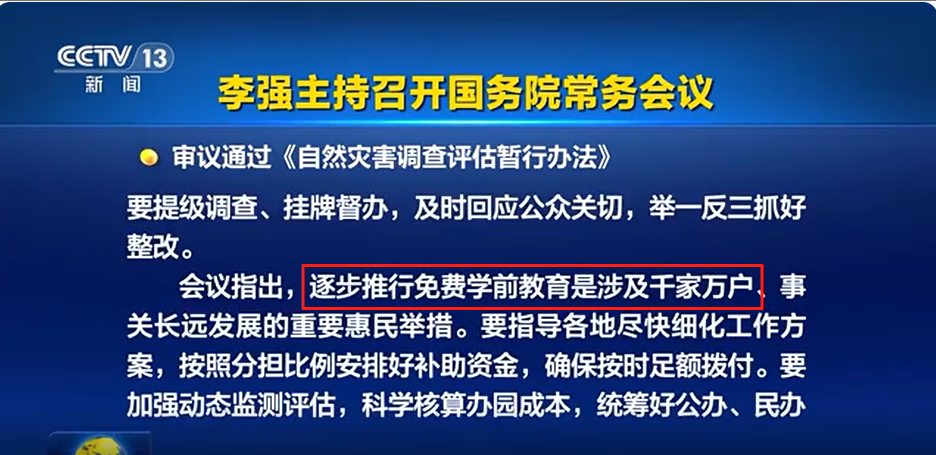 CCTV 13
新闻
李强主持召开国务院常务会议
审议通过《自然灾害调查评估暂行办法》
要提级调查、挂牌督办，及时回应公众关切，举一反三抓好
整改。
会议指出，逐步推行免费学前教育是涉及千家万户、事
关长远发展的重要惠民举措。要指导各地尽快细化工作方
案，按照分担比例安排好补助资金，确保按时足额拨付。要
加强动态监测评估，科学核算办园成本，统筹好公办、民办